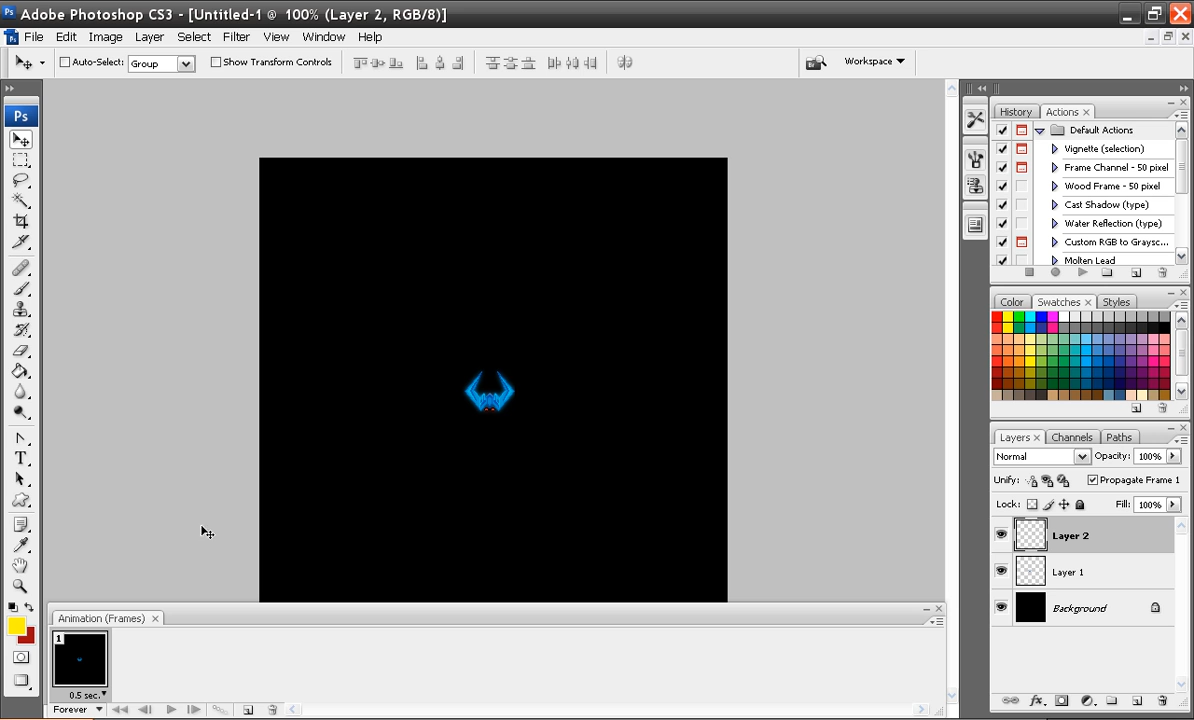 Adobe Photoshop CS3 - [Untitled-1 @ 100% (Layer 2, RGB/8)]
Ps File Edit Image Layer Select Filter View Window Help
Auto-Select: Group Show Transform Controls Workspace
Ps
History Actions
Default Actions
Vignette (selection)
Frame Channel - 50 pixel
Wood Frame - 50 pixel
Cast Shadow (type)
Water Reflection (type)
Custom RGB to Graysc...
Molten Lead
Color Swatches Styles
Layers Channels Paths
Normal Opacity: 100%
Unify: Propagate Frame 1
Lock: Fill: 100%
Layer 2
Layer 1
Background
T
Animation (Frames)
1
0.5 sec.
Forever
fx